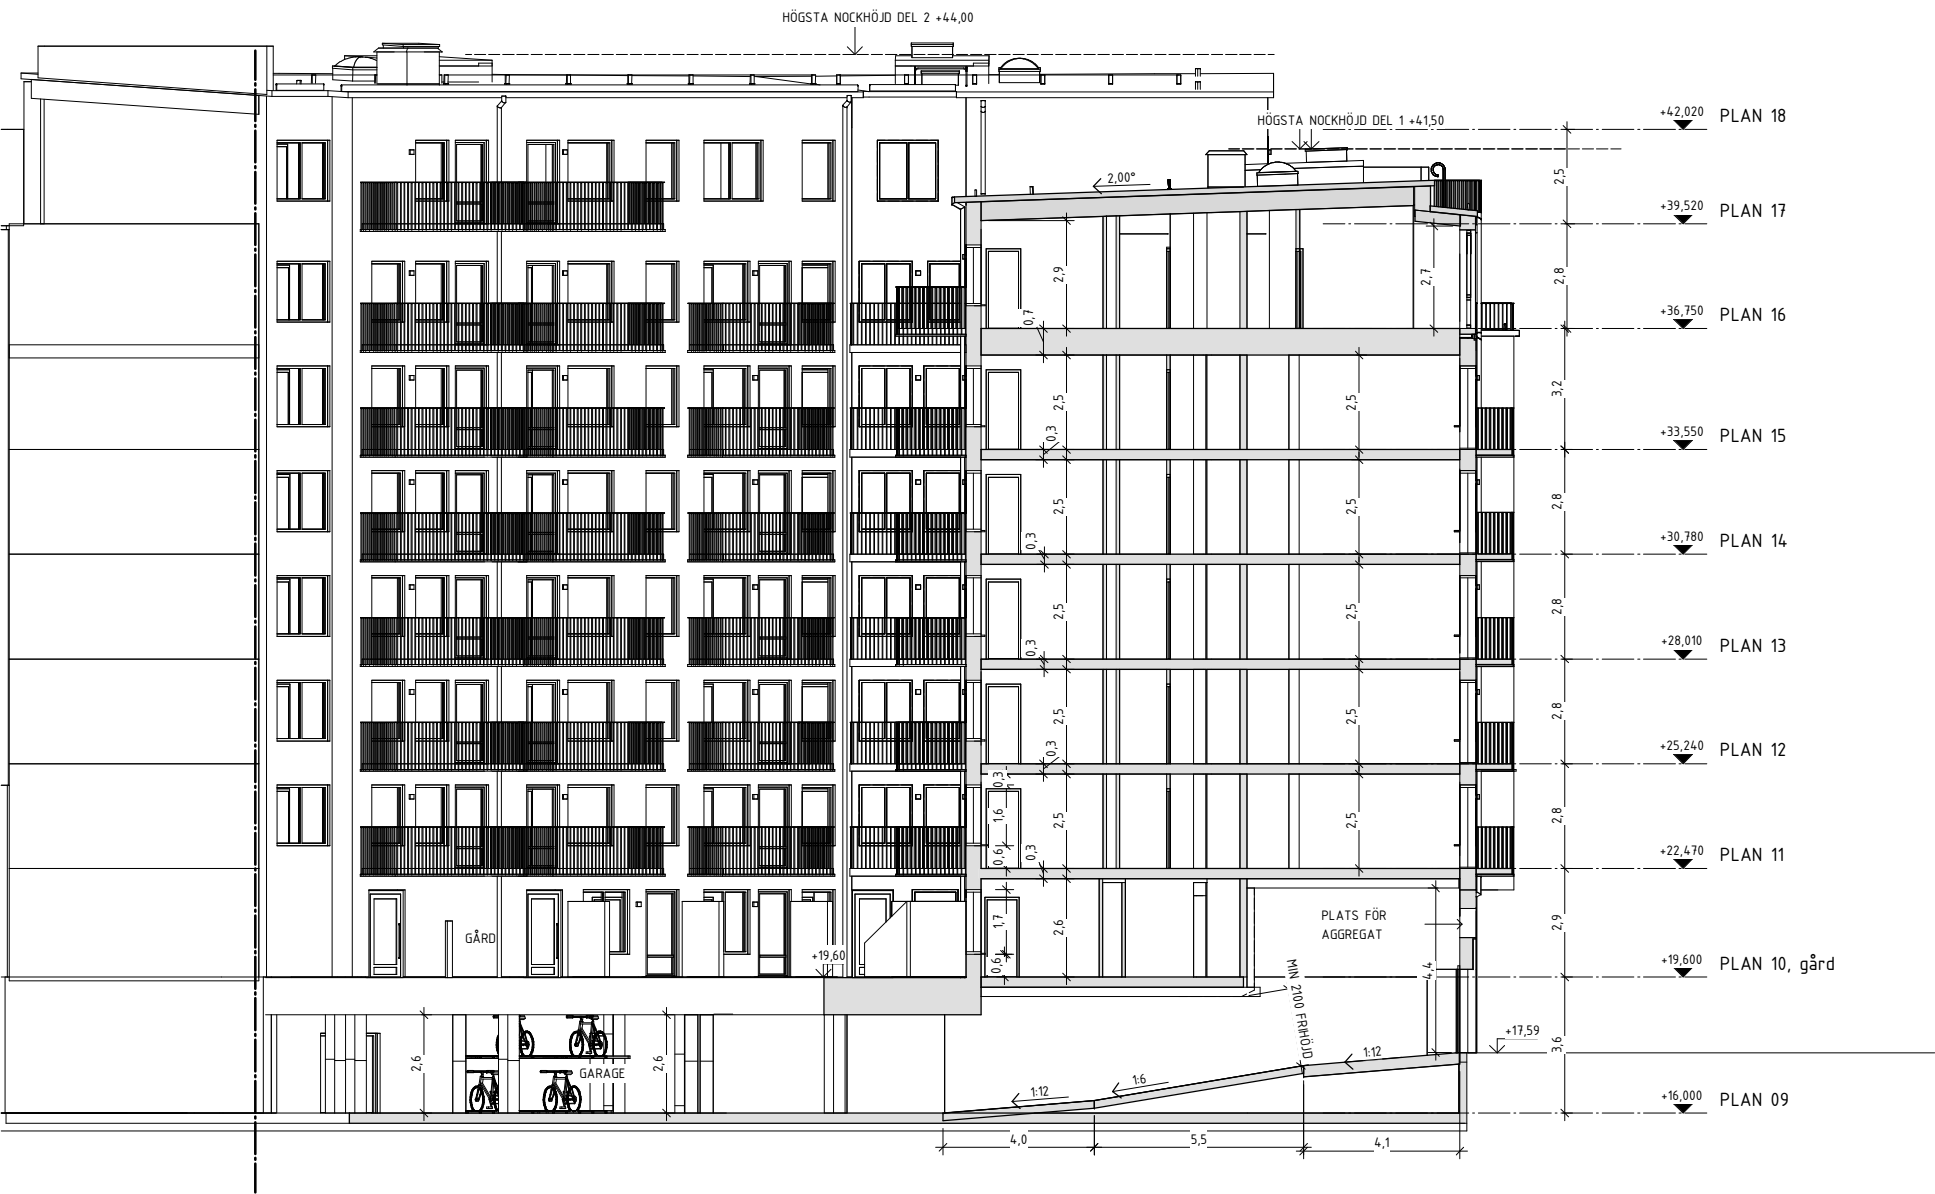 HÖGSTA NOCKHÖJD DEL 2 +44,00
HÖGSTA NOCKHÖJD DEL 1 +41,50
+42,020 PLAN 18
2,5
2,00°
+39,520 PLAN 17
2,9
2,7
2,8
+36,750 PLAN 16
0,7
3,2
2,5
2,5
0,3
+33,550 PLAN 15
2,5
2,5
2,8
0,3
+30,780 PLAN 14
2,5
2,5
2,8
0,3
+28,010 PLAN 13
2,5
2,5
2,8
0,3
+25,240 PLAN 12
0,3
1,6
2,5
2,5
2,8
0,6
0,3
+22,470 PLAN 11
PLATS FÖR
AGGREGAT
1,7
2,6
2,9
GÅRD
+19,60
0,6
4,4
+19,600 PLAN 10, gård
MIN 2100 FRIHÖJD
+17,59
3,6
2,6
2,6
GARAGE
1:12
1:6
1:12
+16,000 PLAN 09
4,0
5,5
4,1